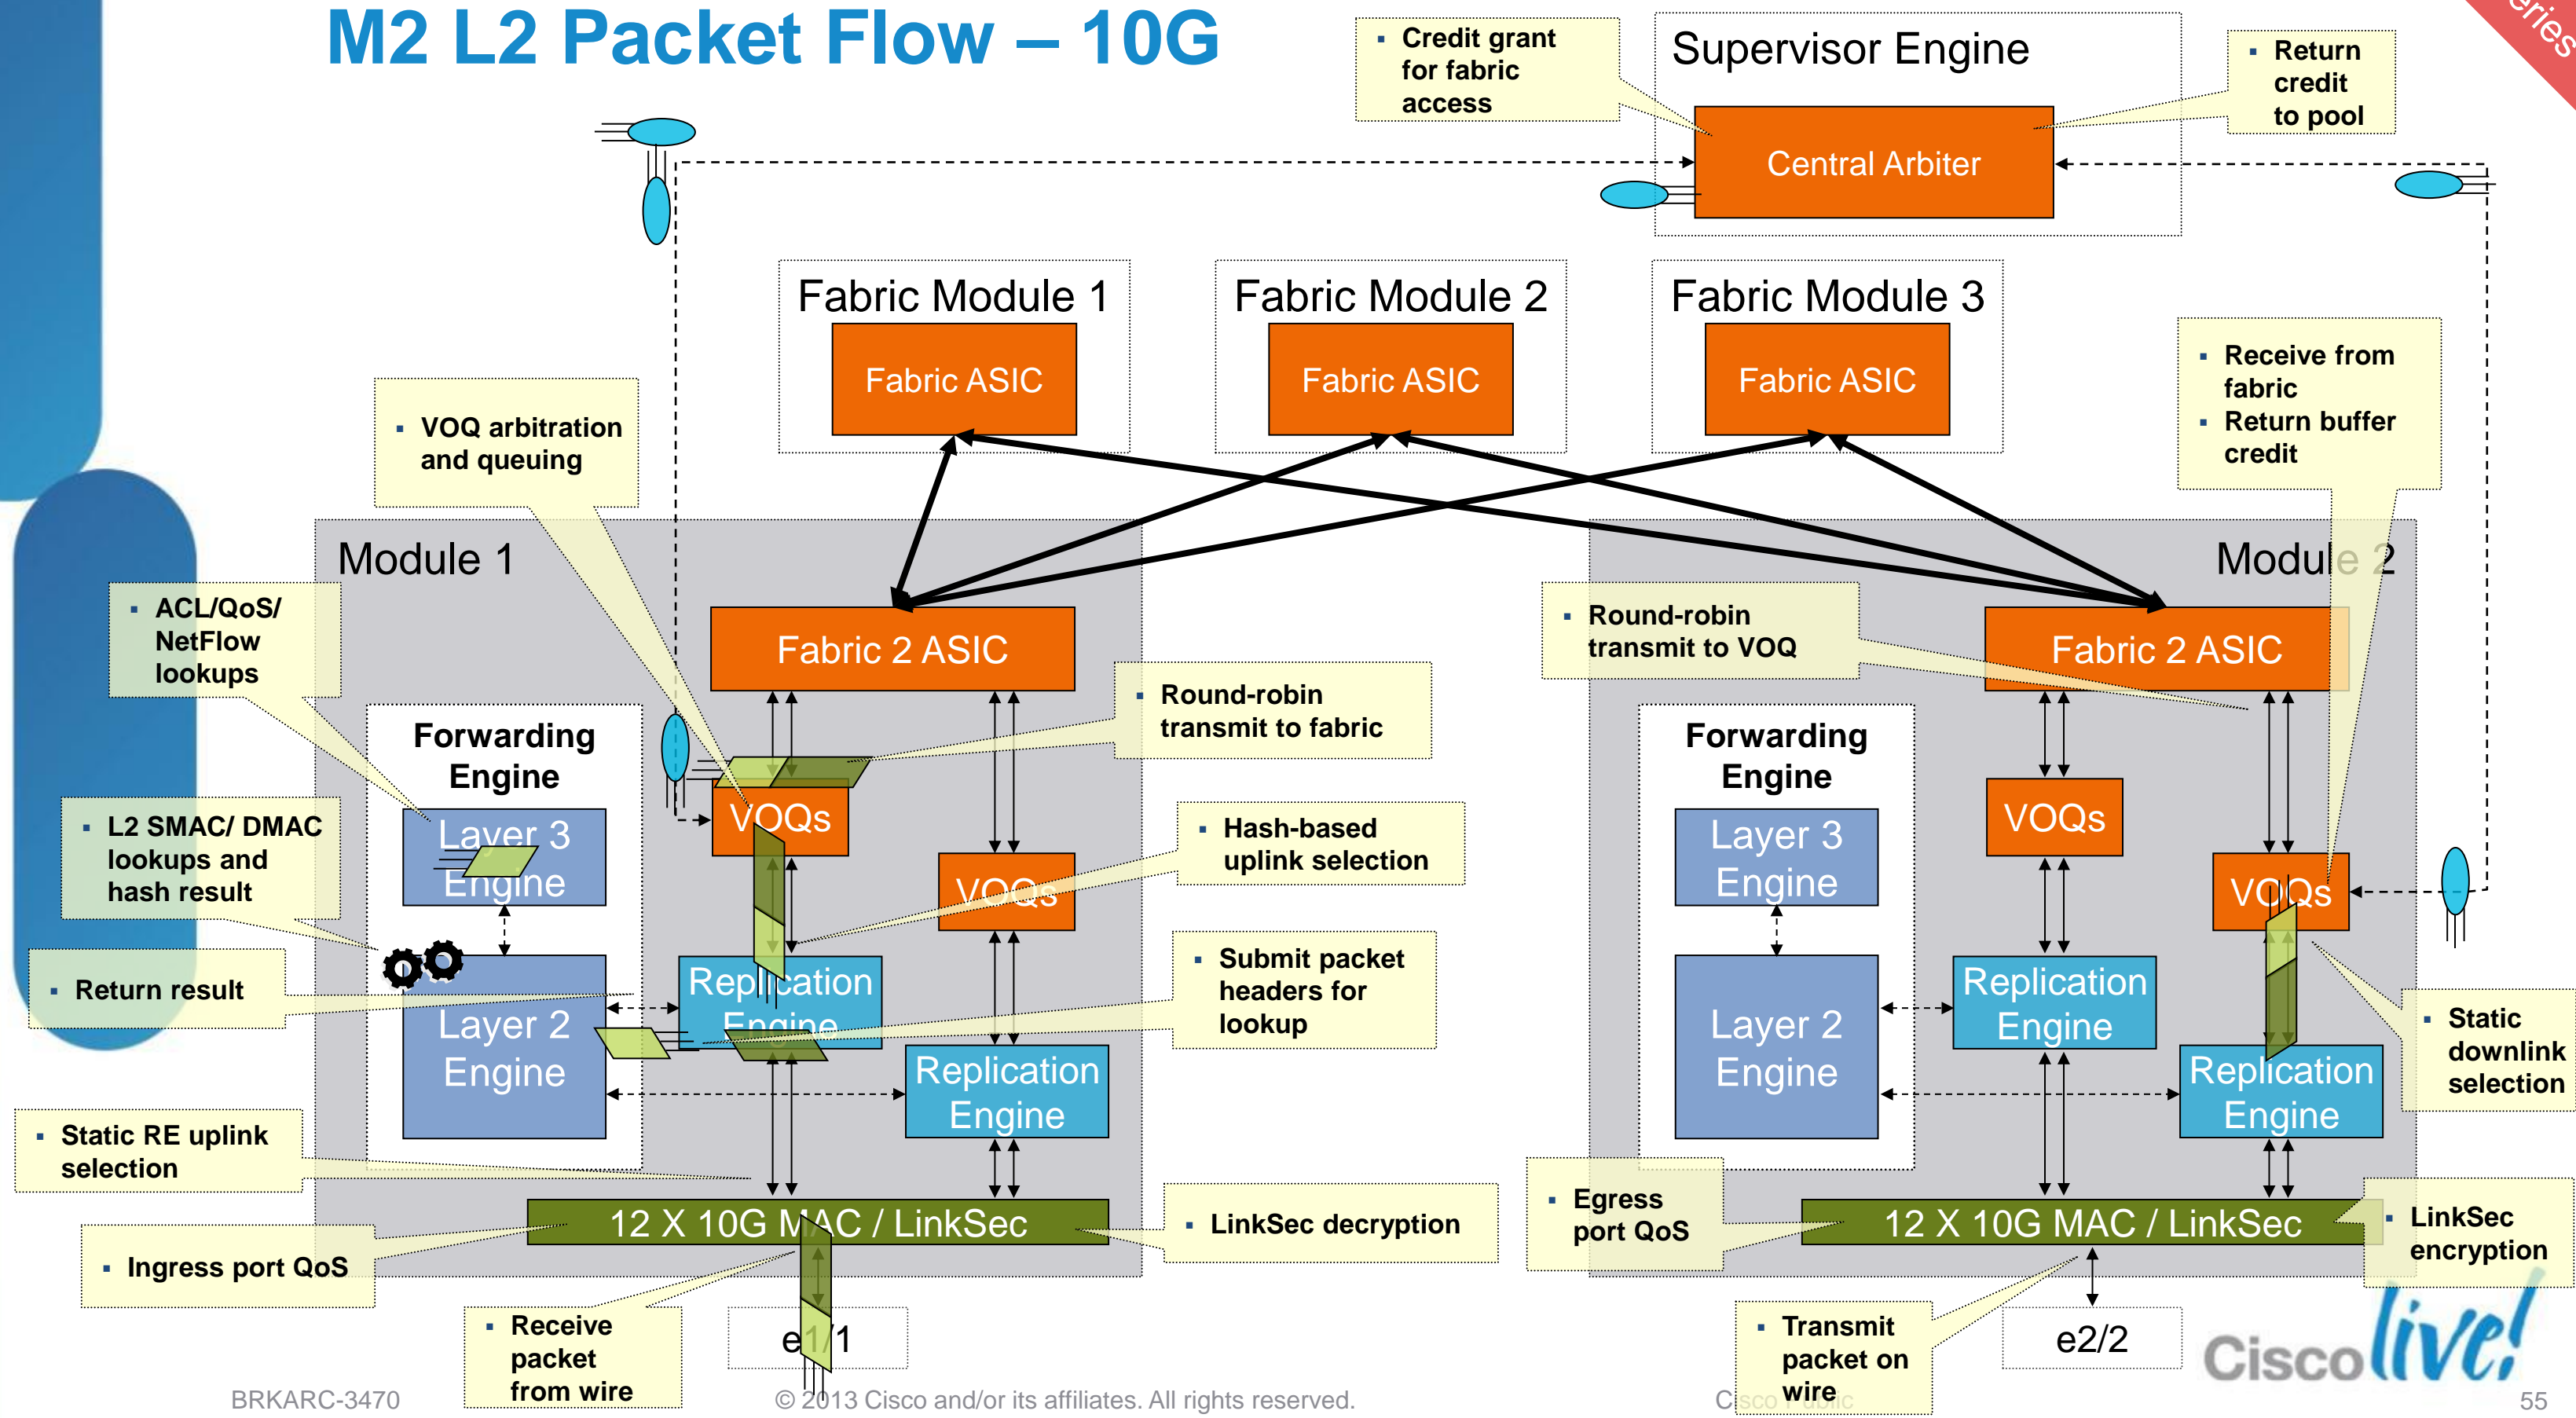 M2 L2 Packet Flow – 10G
▪ Credit grant
for fabric
access
Supervisor Engine
Central Arbiter
▪ Return
credit
to pool
Fabric Module 1
Fabric ASIC
Fabric Module 2
Fabric ASIC
Fabric Module 3
Fabric ASIC
▪ Receive from
fabric
▪ Return buffer
credit
▪ VOQ arbitration
and queuing
Module 1
▪ ACL/QoS/
NetFlow
lookups
Fabric 2 ASIC
▪ Round-robin
transmit to fabric
Forwarding
Engine
Layer 3
Engine
VOQs
VOQs
▪ L2 SMAC/ DMAC
lookups and
hash result
▪ Hash-based
uplink selection
▪ Return result
Layer 2
Engine
Replication
Engine
▪ Submit packet
headers for
lookup
Replication
Engine
▪ Static RE uplink
selection
12 X 10G MAC / LinkSec
▪ LinkSec decryption
▪ Ingress port QoS
▪ Receive
packet
from wire
e1/1
Module 2
▪ Round-robin
transmit to VOQ
Fabric 2 ASIC
Forwarding
Engine
Layer 3
Engine
VOQs
VOQs
Layer 2
Engine
Replication
Engine
Replication
Engine
▪ Static
downlink
selection
▪ Egress
port QoS
12 X 10G MAC / LinkSec
▪ LinkSec
encryption
▪ Transmit
packet on
wire
e2/2
Cisco live!
BRKARC-3470
© 2013 Cisco and/or its affiliates. All rights reserved.
Cisco Public
55